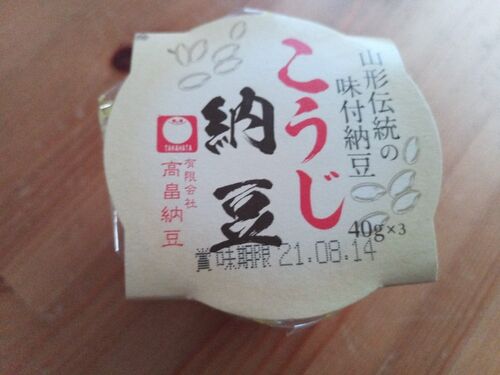 山形伝統の
味付納豆
こうじ
納豆
TAKAHATA
有限会社
高畠納豆
40g×3
賞味期限 21.08.14